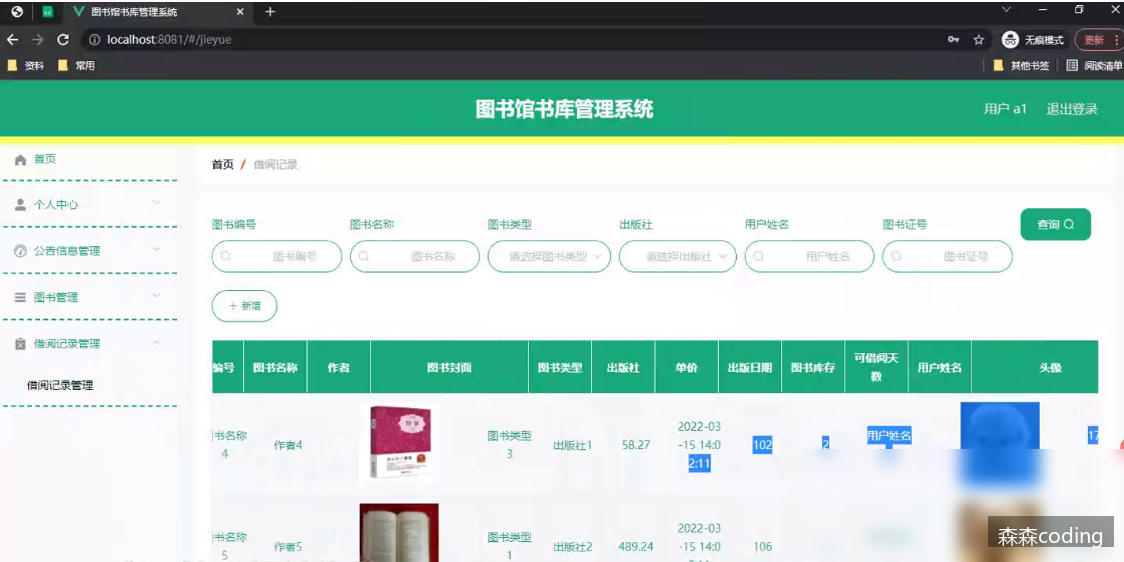 图书馆书库管理系统
localhost:8081/#/jieyue
无痕模式
更新
资料
常用
其他书签
阅读清单
图书馆书库管理系统
用户 a1
退出登录
首页
个人中心
公告信息管理
图书管理
借阅记录管理
借阅记录管理
首页 / 借阅记录
图书编号 图书名称 图书类型 出版社 用户姓名 图书证号
图书编号 图书名称 请选择图书类型 请选择出版社 用户姓名 图书证号
查询
+ 新增
编号 图书名称 作者 图书封面 图书类型 出版社 单价 出版日期 图书库存 可借阅天数 用户姓名 头像
书名称4 作者4 图书类型3 出版社1 58.27 2022-03-15 14:02:11 102 2 用户姓名 17
书名称5 作者5 图书类型1 出版社2 489.24 2022-03-15 14:0 106
森森coding